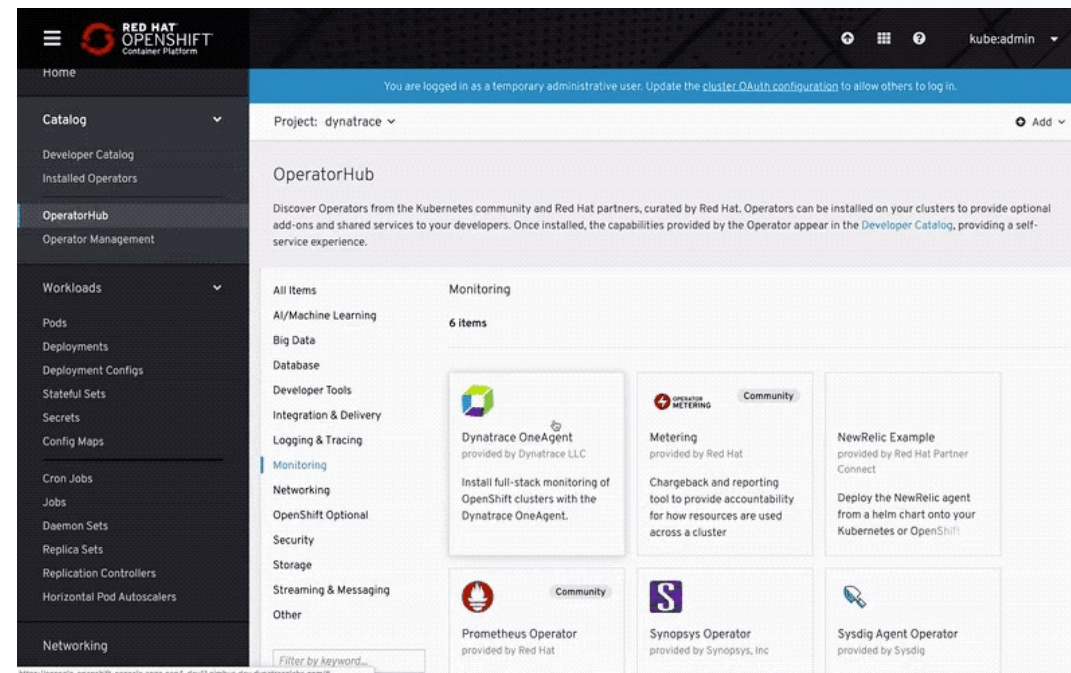 RED HAT
OPENSHIFT
Container Platform
kube:admin
Home
You are logged in as a temporary administrative user. Update the cluster OAuth configuration to allow others to log in.
Catalog
Developer Catalog
Installed Operators
OperatorHub
Operator Management
Workloads
Pods
Deployments
Deployment Configs
Stateful Sets
Secrets
Config Maps
Cron Jobs
Jobs
Daemon Sets
Replica Sets
Replication Controllers
Horizontal Pod Autoscalers
Networking
Project: dynatrace
Add
OperatorHub
Discover Operators from the Kubernetes community and Red Hat partners, curated by Red Hat. Operators can be installed on your clusters to provide optional
add-ons and shared services to your developers. Once installed, the capabilities provided by the Operator appear in the Developer Catalog, providing a self-
service experience.
All Items
AI/Machine Learning
Big Data
Database
Developer Tools
Integration & Delivery
Logging & Tracing
Monitoring
Networking
OpenShift Optional
Security
Storage
Streaming & Messaging
Other
Filter by keyword...
Monitoring
6 items
Dynatrace OneAgent
provided by Dynatrace LLC
Install full-stack monitoring of
OpenShift clusters with the
Dynatrace OneAgent.
OPERATOR
METERING
Community
Metering
provided by Red Hat
Chargeback and reporting
tool to provide accountability
for how resources are used
across a cluster
NewRelic Example
provided by Red Hat Partner
Connect
Deploy the NewRelic agent
from a helm chart onto your
Kubernetes or OpenShift
Community
Prometheus Operator
provided by Red Hat
S
Synopsys Operator
provided by Synopsys, Inc
Sysdig Agent Operator
provided by Sysdig